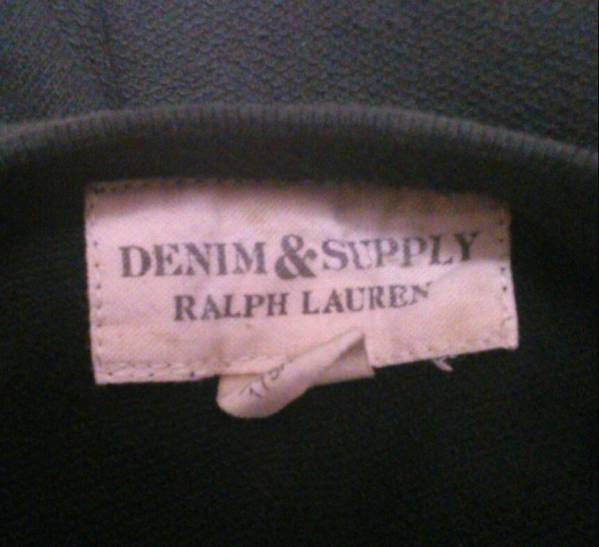 DENIM & SUPPLY
RALPH LAUREN